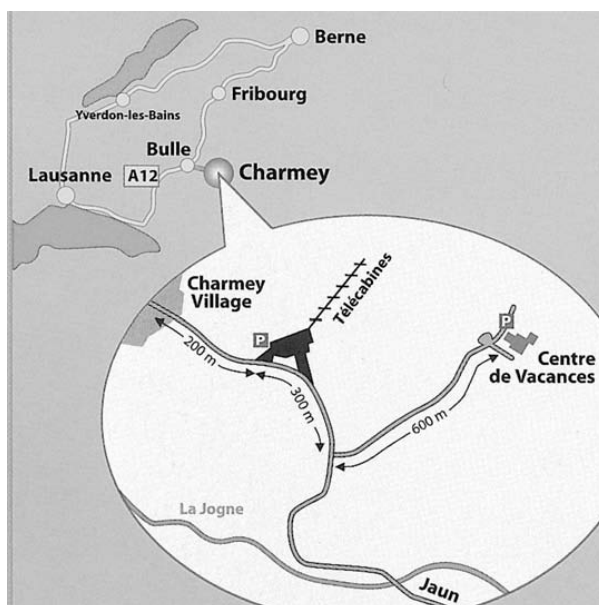 Berne
Fribourg
Yverdon-les-Bains
Bulle
Lausanne
A12
Charmey
Charmey
Village
Télécabines
P
200 m
300 m
P
Centre
de Vacances
600 m
La Jogne
Jaun